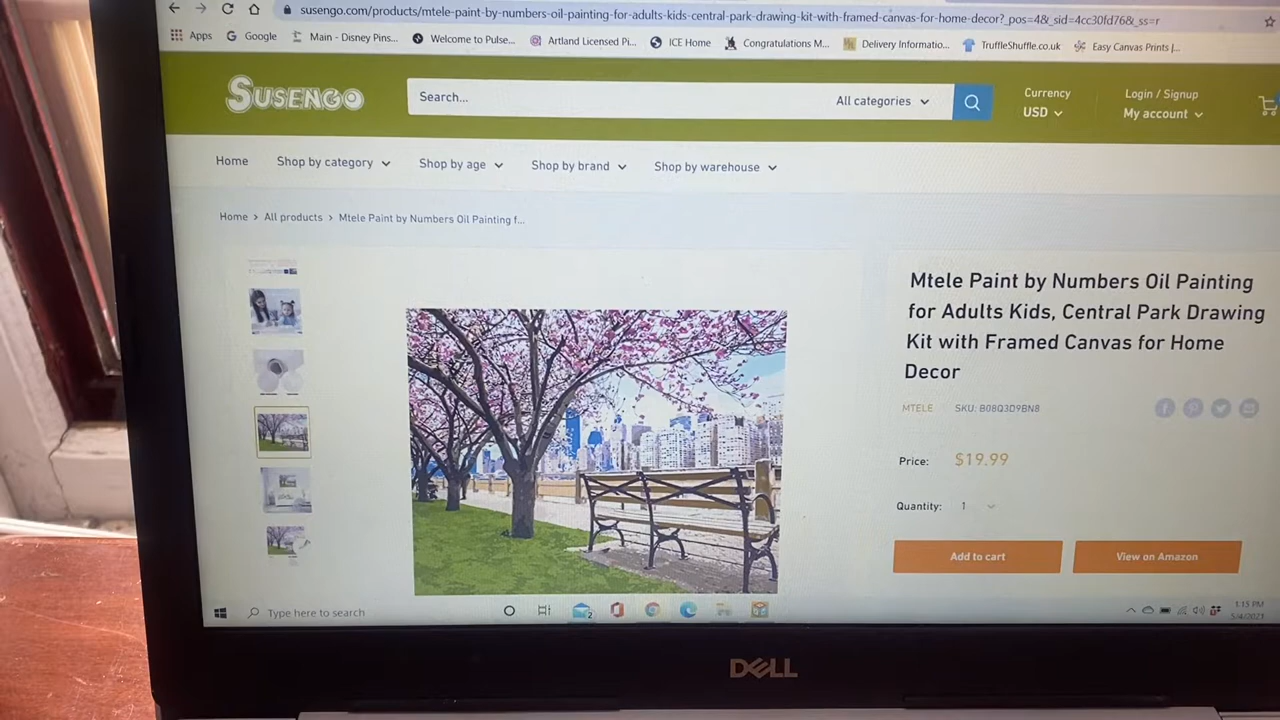 susengo.com/products/mtele-paint-by-numbers-oil-painting-for-adults-kids-central-park-drawing-kit-with-framed-canvas-for-home-decor?_pos=4&_sid=4cc30fd76&_ss=r
Apps Google Main - Disney Pins... Welcome to Pulse... Artland Licensed Pi... ICE Home Congratulations M... Delivery Informatio... TruffleShuffle.co.uk Easy Canvas Prints |...
SUSENGO
Search...
All categories
Currency
USD
Login / Signup
My account
Home Shop by category Shop by age Shop by brand Shop by warehouse
Home > All products > Mtele Paint by Numbers Oil Painting f...
Mtele Paint by Numbers Oil Painting
for Adults Kids, Central Park Drawing
Kit with Framed Canvas for Home
Decor
MTELE SKU: B08Q3D9BN8
Price: $19.99
Quantity: 1
Add to cart
View on Amazon
Type here to search
1:15 PM
5/4/2021
DELL